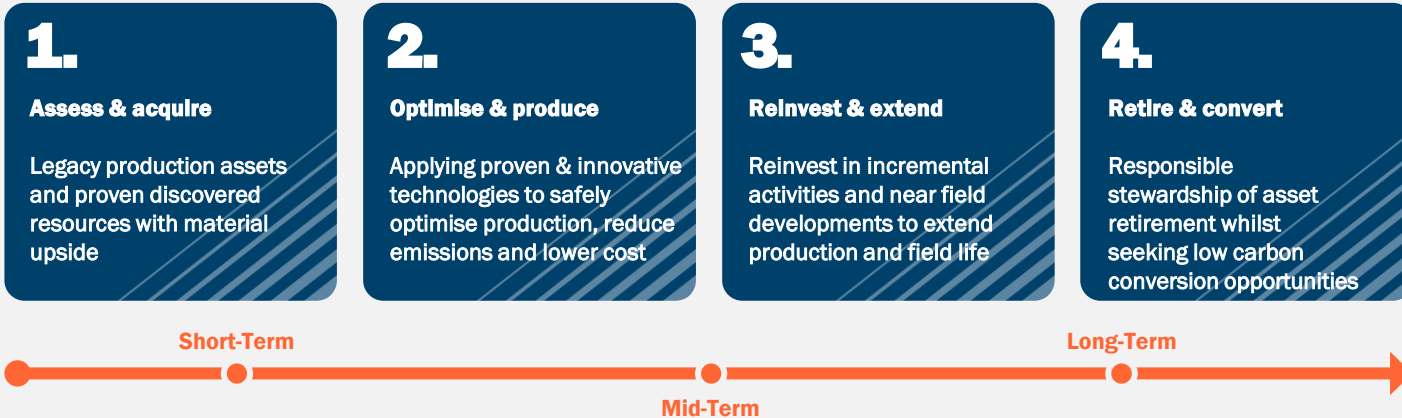 1.
Assess & acquire
Legacy production assets
and proven discovered
resources with material
upside
2.
Optimise & produce
Applying proven & innovative
technologies to safely
optimise production, reduce
emissions and lower cost
3.
Reinvest & extend
Reinvest in incremental
activities and near field
developments to extend
production and field life
4.
Retire & convert
Responsible
stewardship of asset
retirement whilst
seeking low carbon
conversion opportunities
Short-Term
Mid-Term
Long-Term